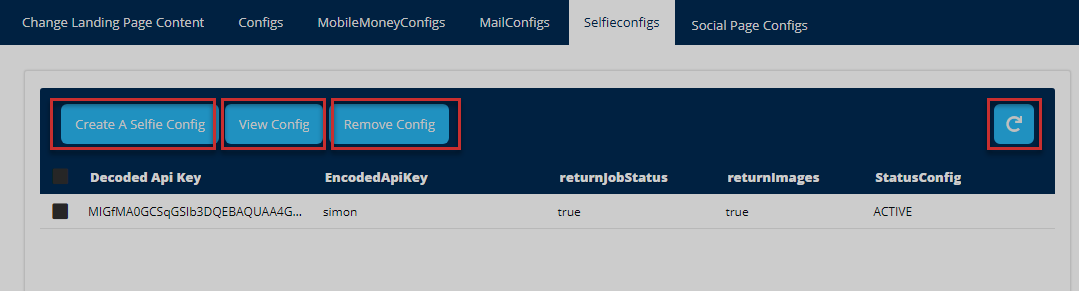 Change Landing Page Content Configs MobileMoneyConfigs MailConfigs Selfieconfigs Social Page Configs
Create A Selfie Config View Config Remove Config
Decoded Api Key EncodedApiKey returnJobStatus returnImages StatusConfig
MIGfMA0GCSqGSIb3DQEBAQUAA4G... simon true true ACTIVE